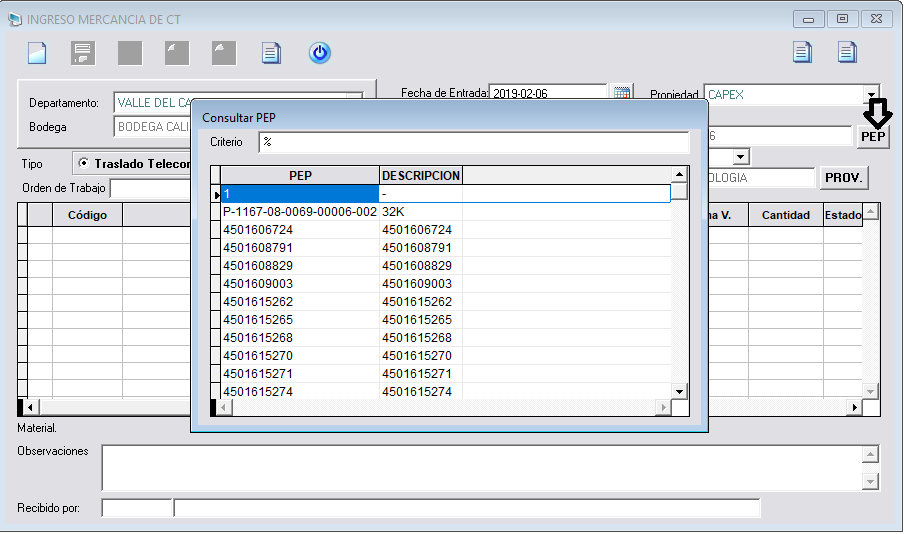 INGRESO MERCANCIA DE CT
Departamento: VALLE DEL CA
Fecha de Entrada: 2019-02-06
Propiedad CAPEX
Bodega BODEGA CALI
6 PEP
Tipo Traslado Telecor
Orden de Trabajo
OLOGIA PROV.
Código
na V. Cantidad Estado
Consultar PEP
Criterio %
PEP DESCRIPCION
1 -
P-1167-08-0069-00006-002 32K
4501606724 4501606724
4501608791 4501608791
4501608829 4501608829
4501609003 4501609003
4501615262 4501615262
4501615265 4501615265
4501615268 4501615268
4501615270 4501615270
4501615271 4501615271
4501615274 4501615274
Material.
Observaciones
Recibido por: